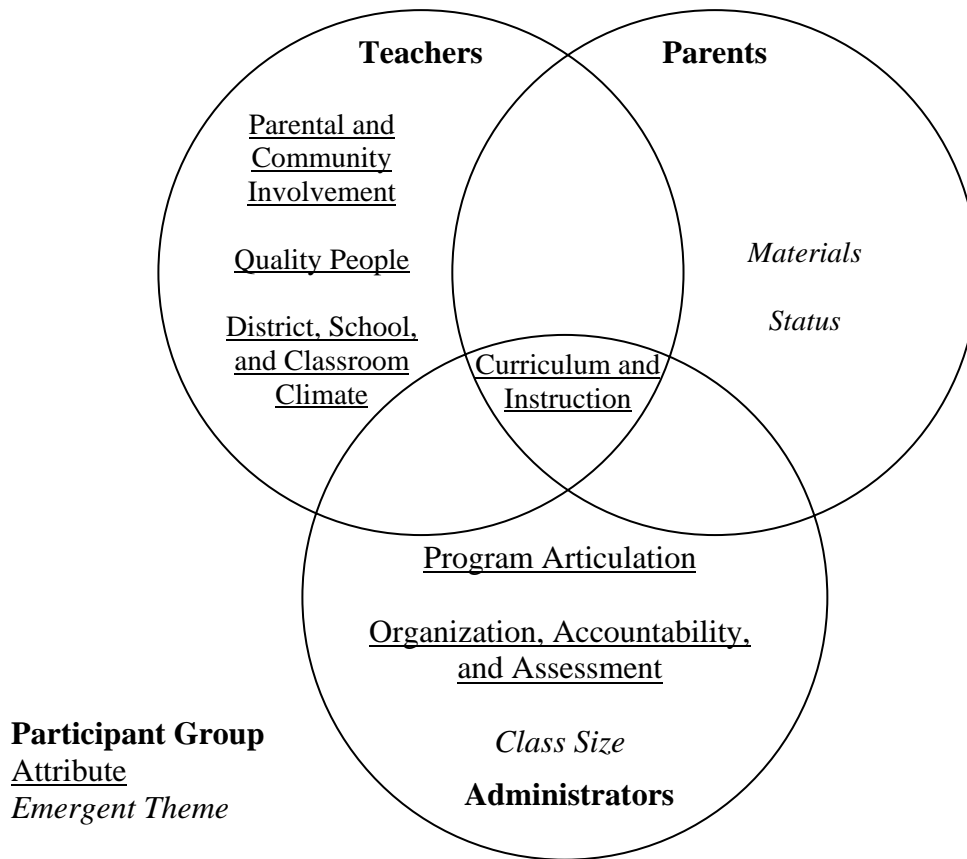 Teachers
Parents
Parental and
Community
Involvement
Quality People
District, School,
and Classroom
Climate
Materials
Status
Curriculum and
Instruction
Program Articulation
Organization, Accountability,
and Assessment
Class Size
Administrators
Participant Group
Attribute
Emergent Theme